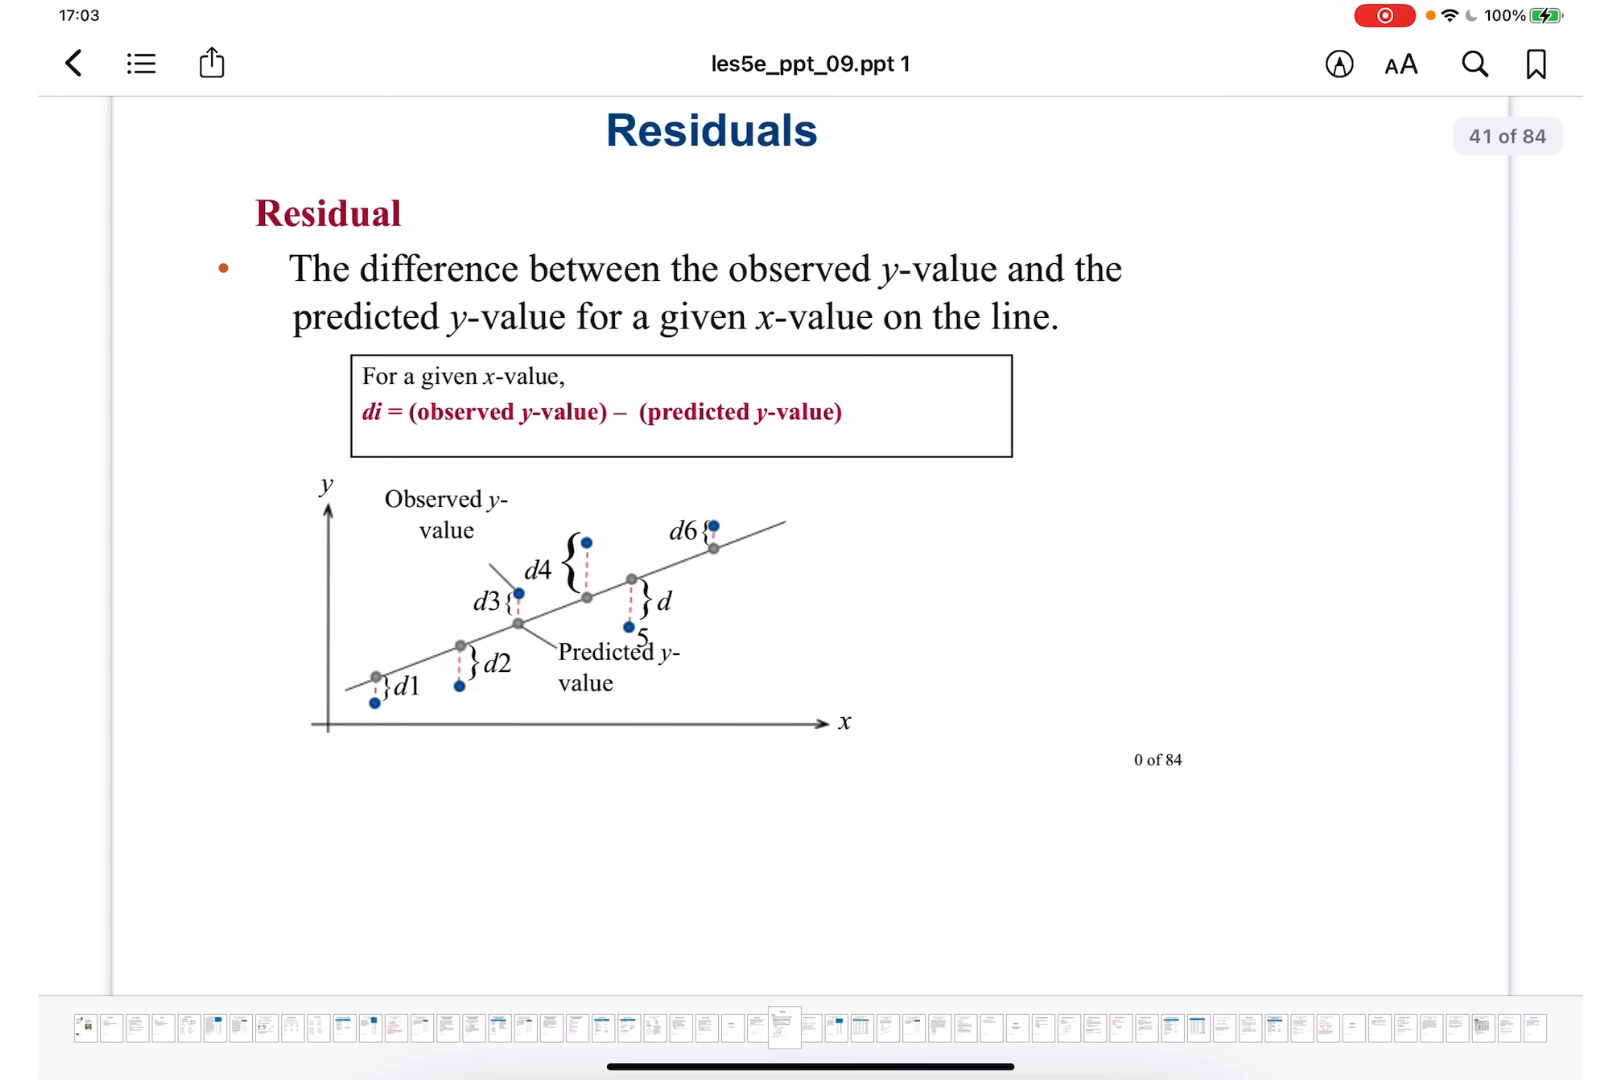 17:03
100%
les5e_ppt_09.ppt 1
AA
Residuals
41 of 84
Residual
• The difference between the observed y-value and the
predicted y-value for a given x-value on the line.
For a given x-value,
di = (observed y-value) – (predicted y-value)
y
Observed y-
value
d6{
d4 {
d3{
}d
5
Predicted y-
value
}d2
}d1
x
0 of 84